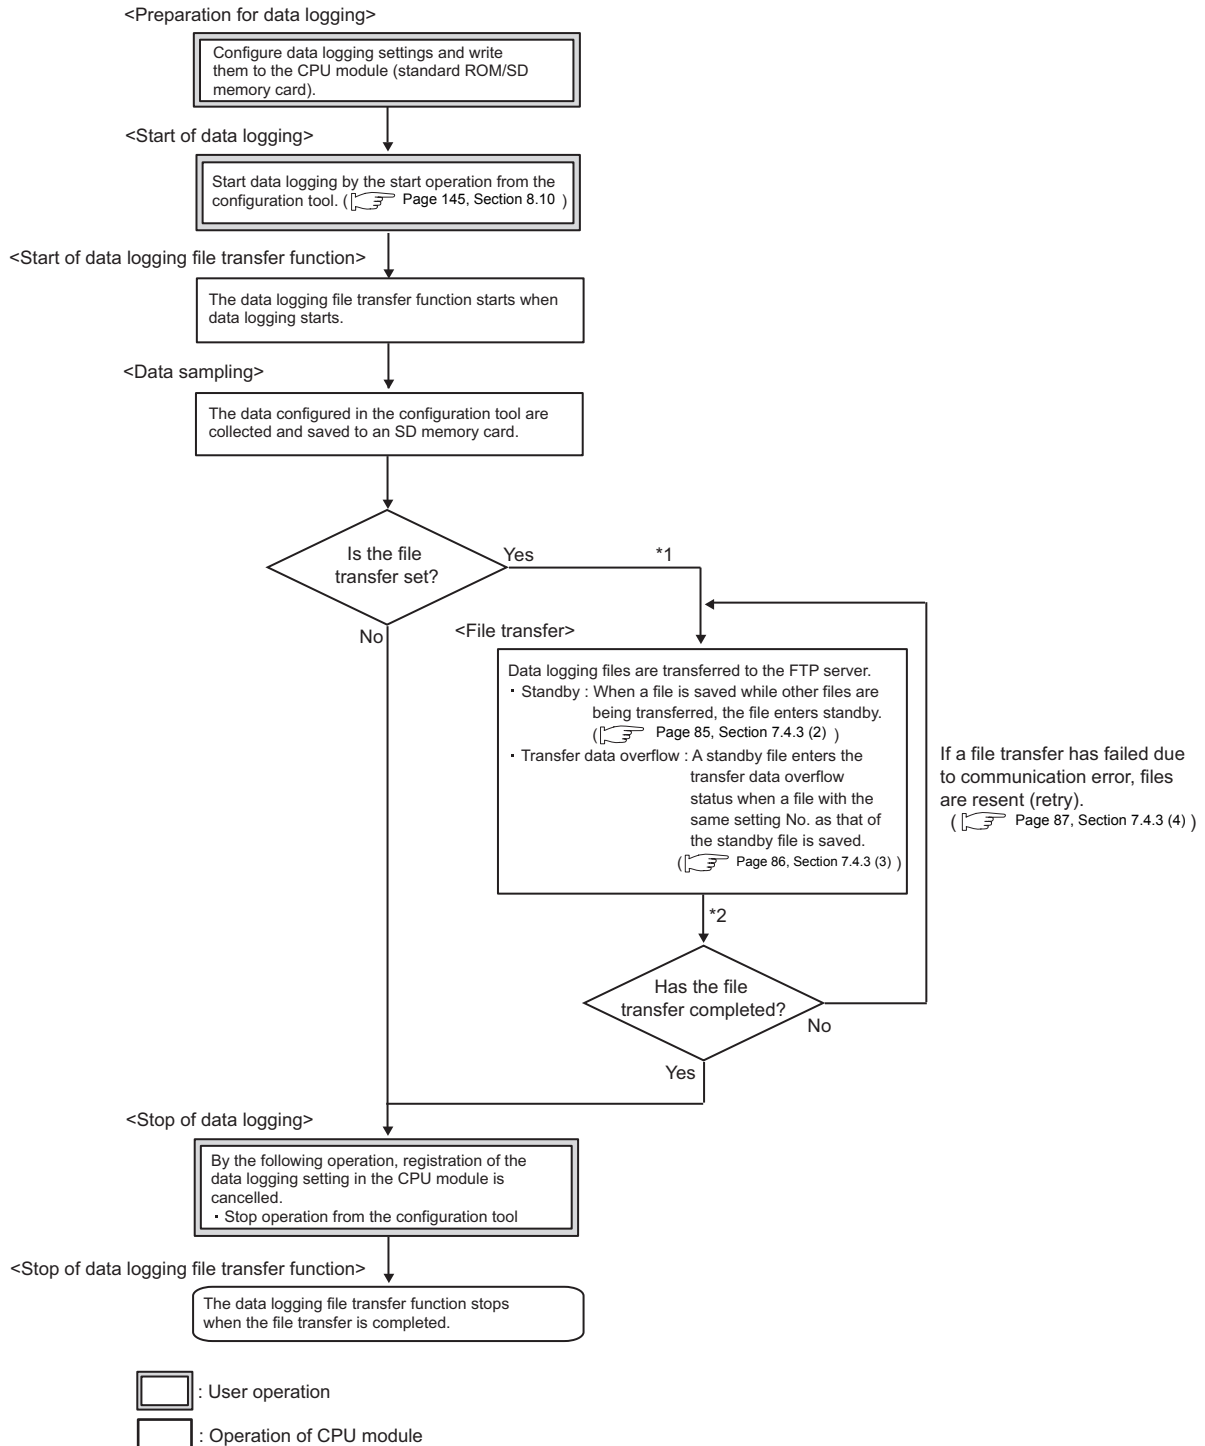 <Preparation for data logging>
Configure data logging settings and write
them to the CPU module (standard ROM/SD
memory card).
<Start of data logging>
Start data logging by the start operation from the
configuration tool. ( Page 145, Section 8.10 )
<Start of data logging file transfer function>
The data logging file transfer function starts when
data logging starts.
<Data sampling>
The data configured in the configuration tool are
collected and saved to an SD memory card.
Is the file
transfer set?
Yes
*1
No
<File transfer>
Data logging files are transferred to the FTP server.
・Standby : When a file is saved while other files are
being transferred, the file enters standby.
( Page 85, Section 7.4.3 (2) )
・Transfer data overflow : A standby file enters the
transfer data overflow
status when a file with the
same setting No. as that of
the standby file is saved.
( Page 86, Section 7.4.3 (3) )
If a file transfer has failed due
to communication error, files
are resent (retry).
( Page 87, Section 7.4.3 (4) )
*2
Has the file
transfer completed?
No
Yes
<Stop of data logging>
By the following operation, registration of the
data logging setting in the CPU module is
cancelled.
・Stop operation from the configuration tool
<Stop of data logging file transfer function>
The data logging file transfer function stops
when the file transfer is completed.
: User operation
: Operation of CPU module